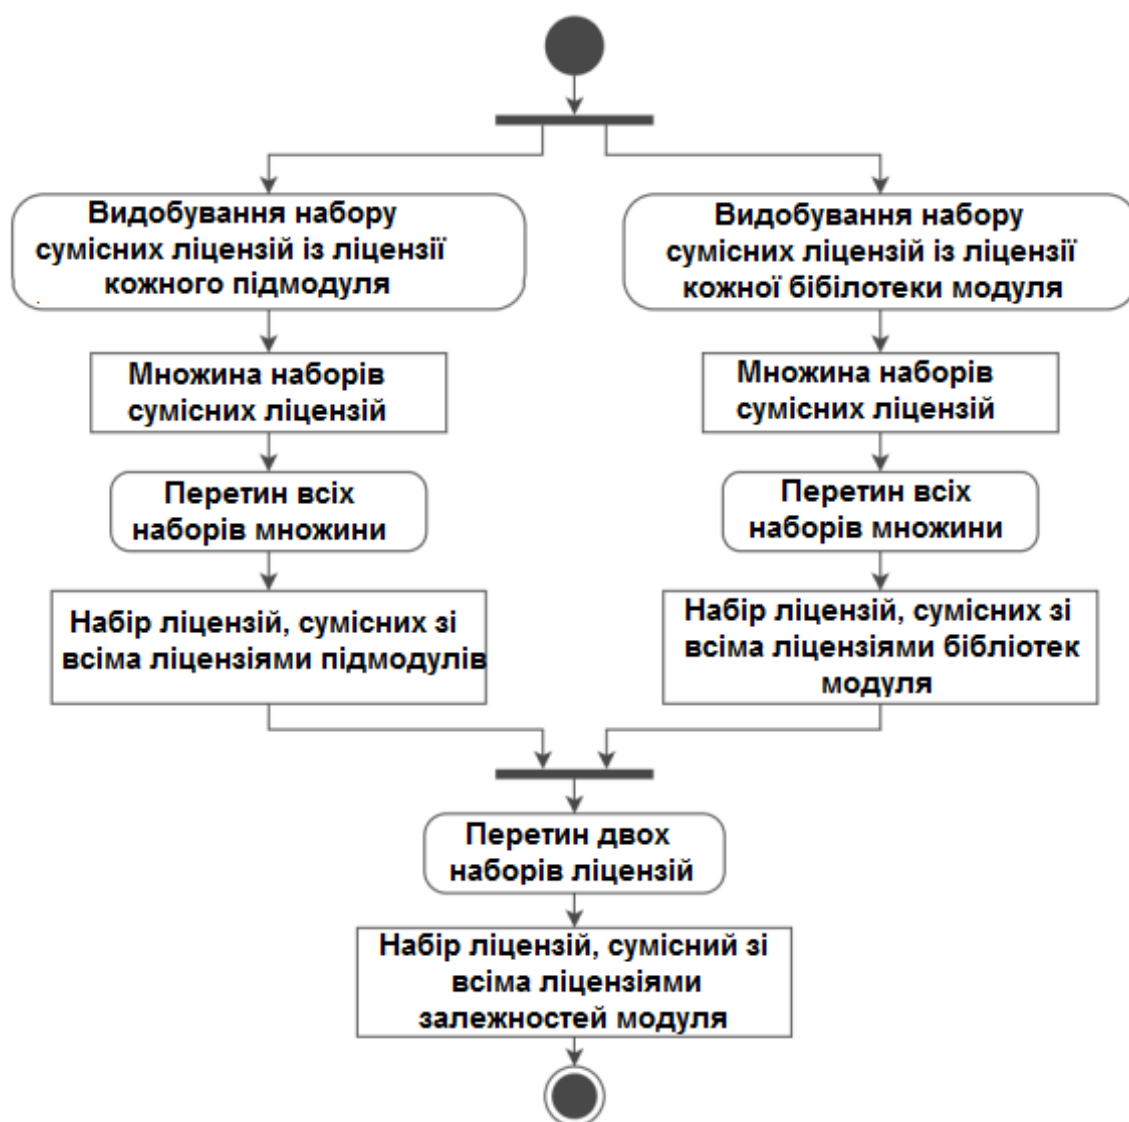 Видобування набору
сумісних ліцензій із ліцензії
кожного підмодуля
Видобування набору
сумісних ліцензій із ліцензії
кожної бібілотеки модуля
Множина наборів
сумісних ліцензій
Множина наборів
сумісних ліцензій
Перетин всіх
наборів множини
Перетин всіх
наборів множини
Набір ліцензій, сумісних зі
всіма ліцензіями підмодулів
Набір ліцензій, сумісних зі
всіма ліцензіями бібліотек
модуля
Перетин двох
наборів ліцензій
Набір ліцензій, сумісний зі
всіма ліцензіями
залежностей модуля